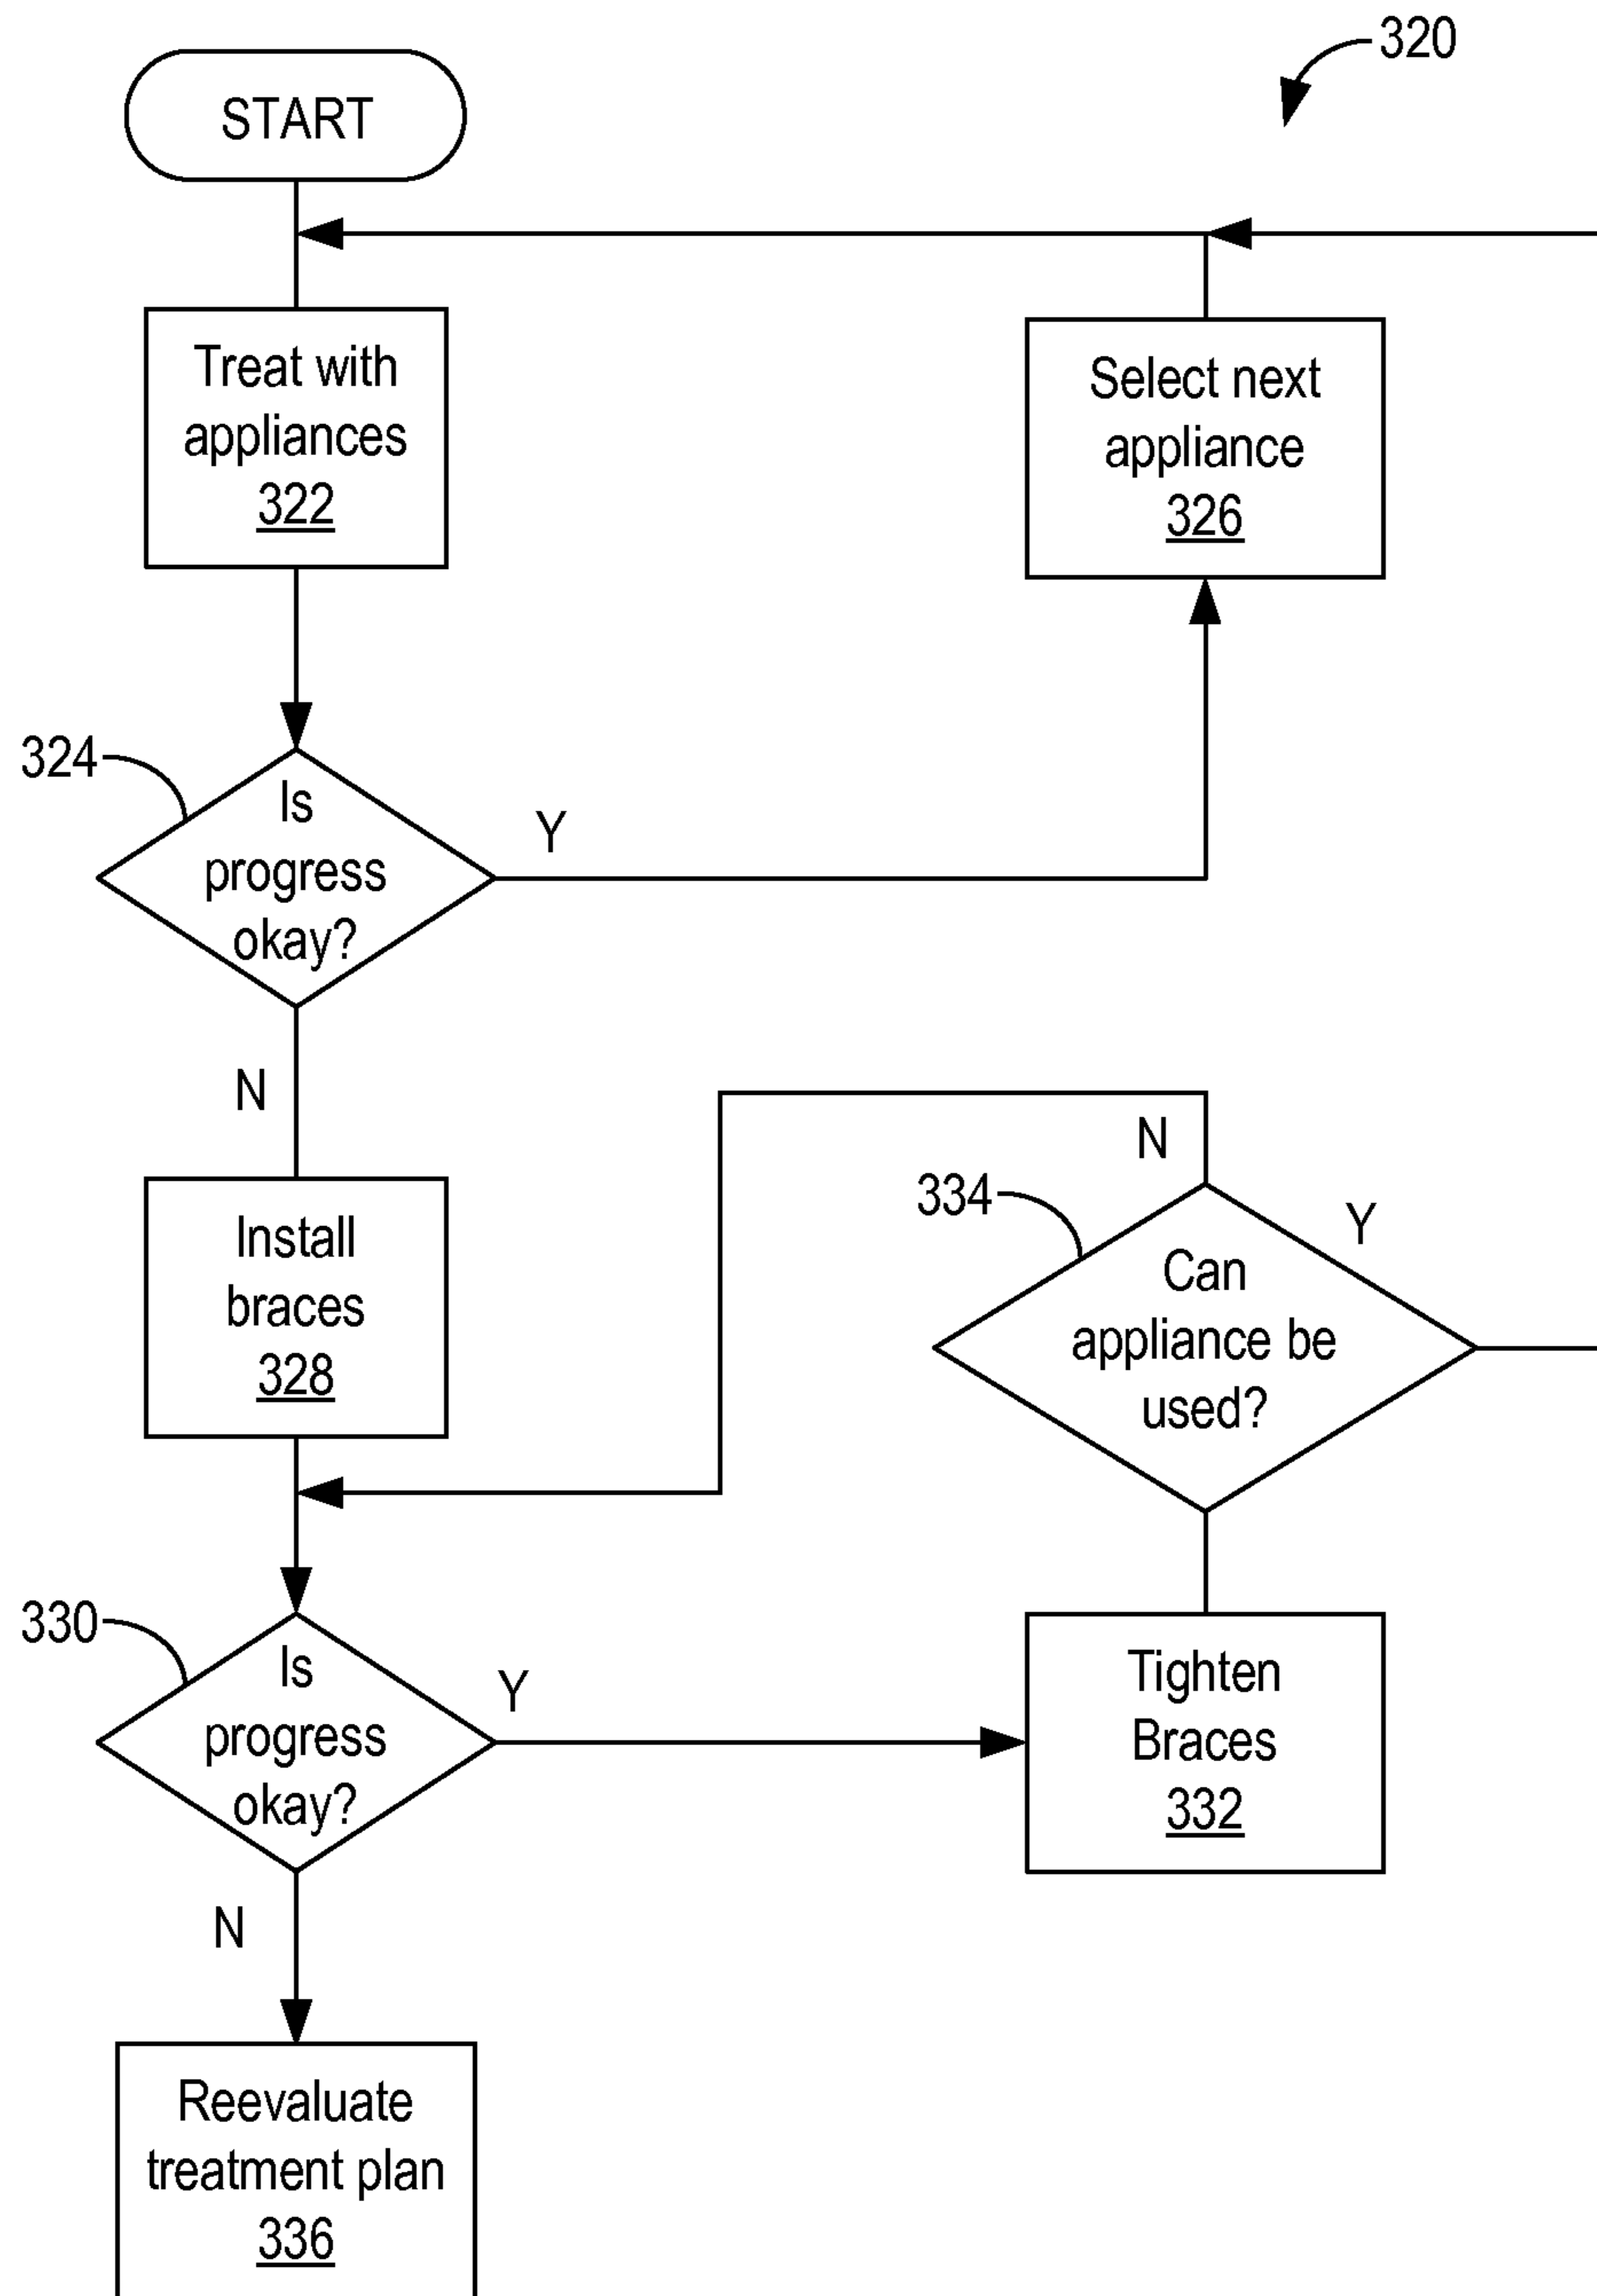 320
START
Treat with
appliances
322
Select next
appliance
326
324
Is
progress
okay?
Y
N
Install
braces
328
N
334
Y
Can
appliance be
used?
330
Is
progress
okay?
Y
Tighten
Braces
332
N
Reevaluate
treatment plan
336